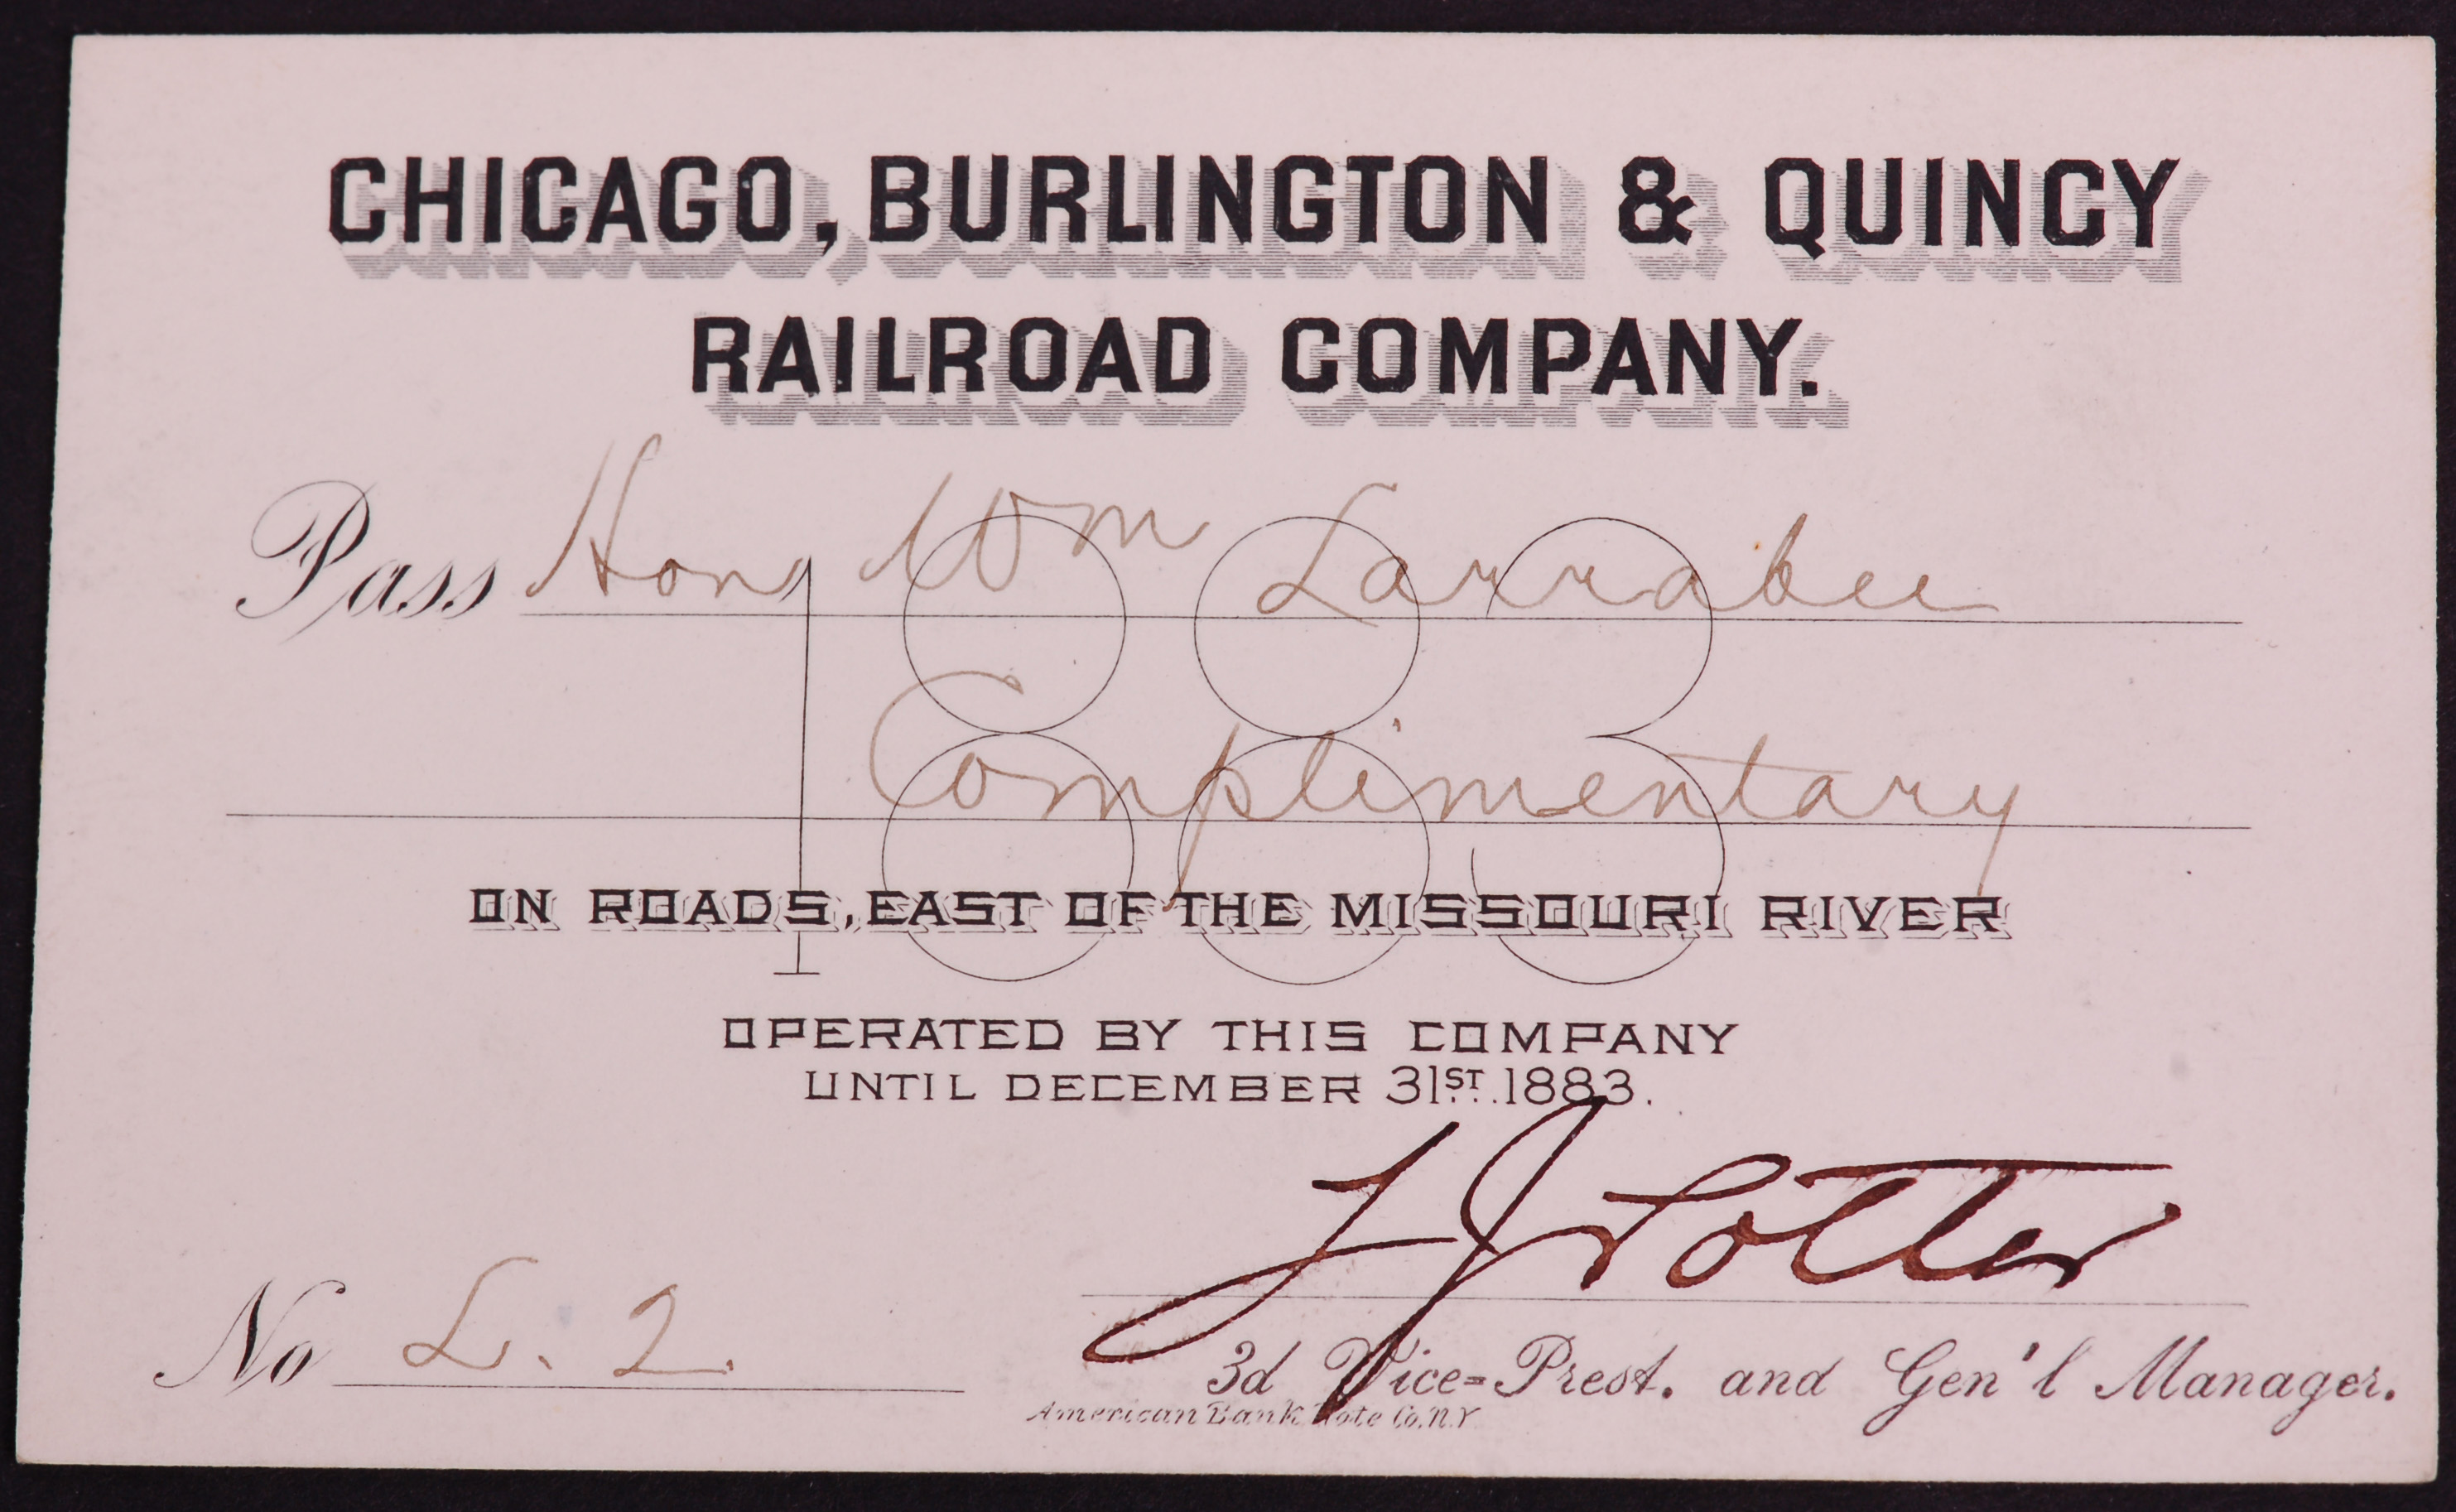 CHICAGO, BURLINGTON & QUINCY
RAILROAD COMPANY.
Pass Hon, Wm Larrabee
1883
Complimentary
ON ROADS, EAST OF THE MISSOURI RIVER
OPERATED BY THIS COMPANY
UNTIL DECEMBER 31ST. 1883.
T J Potter
No L. 2.
3d Vice=Prest. and Gen'l Manager.
American Bank Note Co. N.Y.